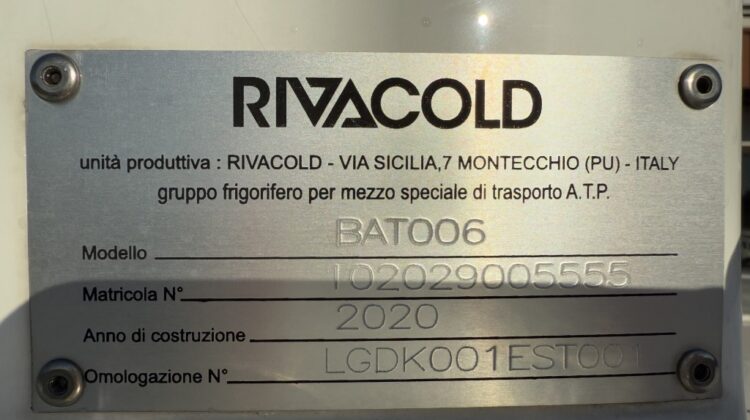 RIVACOLD
unità produttiva : RIVACOLD - VIA SICILIA,7 MONTECCHIO (PU) - ITALY
gruppo frigorifero per mezzo speciale di trasporto A.T.P.
Modello BAT006
Matricola N° 102029005555
Anno di costruzione 2020
Omologazione N° LGDK001EST001